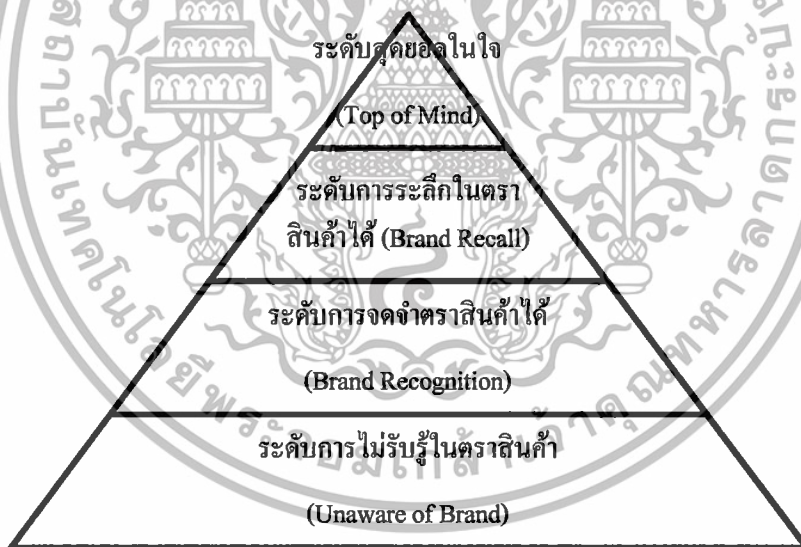 ระดับสุดยอดในใจ
(Top of Mind)
ระดับการระลึกในตรา
สินค้าได้ (Brand Recall)
ระดับการจดจำตราสินค้าได้
(Brand Recognition)
ระดับการไม่รับรู้ในตราสินค้า
(Unaware of Brand)